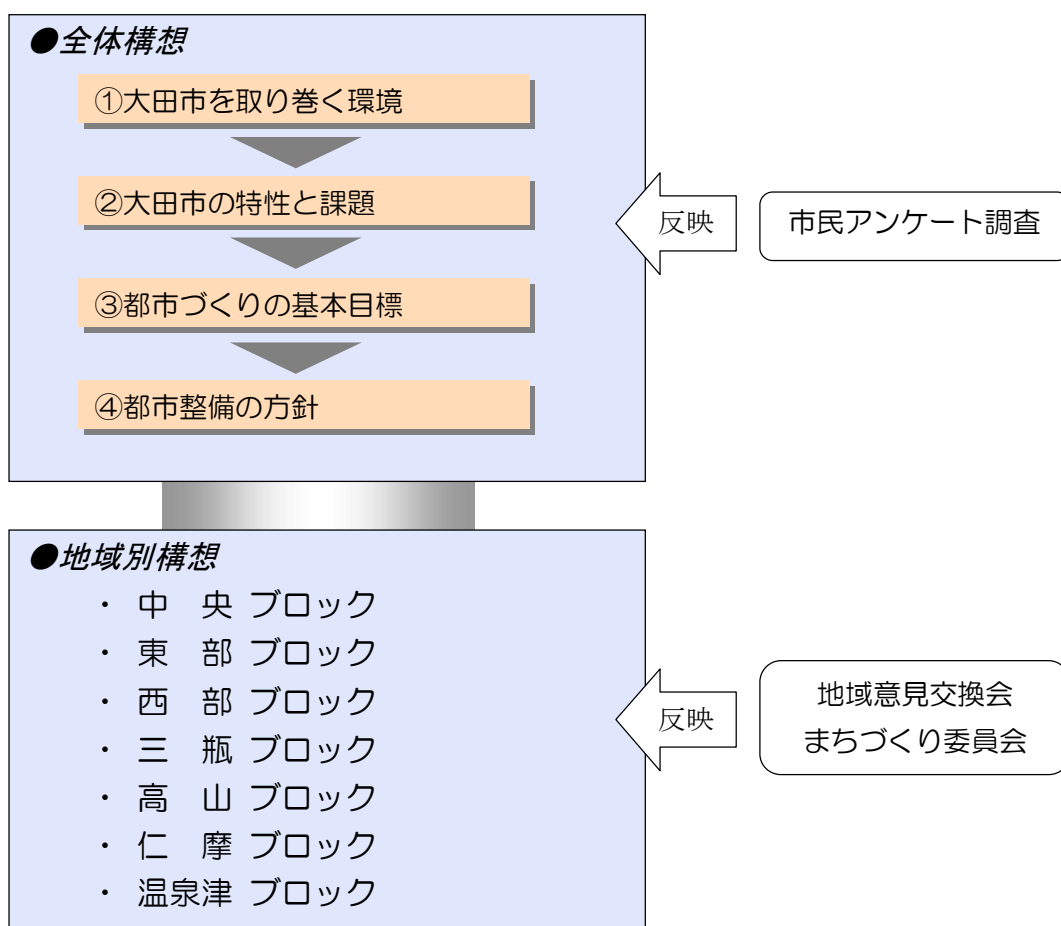 ●全体構想
①大田市を取り巻く環境
②大田市の特性と課題
③都市づくりの基本目標
④都市整備の方針
反映
市民アンケート調査
●地域別構想
・ 中　央 ブロック
・ 東　部 ブロック
・ 西　部 ブロック
・ 三　瓶 ブロック
・ 高　山 ブロック
・ 仁　摩 ブロック
・ 温泉津 ブロック
反映
地域意見交換会
まちづくり委員会